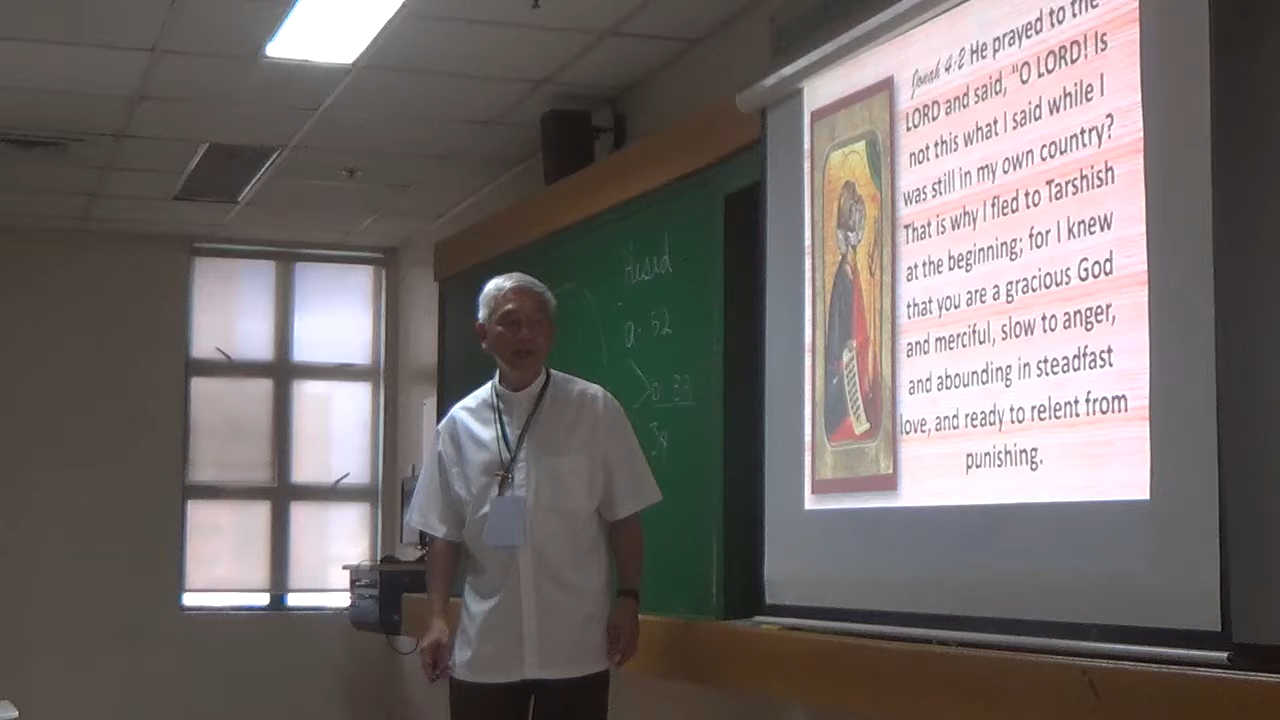 Jonah 4:2 He prayed to the
LORD and said, "O LORD! Is
not this what I said while I
was still in my own country?
That is why I fled to Tarshish
at the beginning; for I knew
that you are a gracious God
and merciful, slow to anger,
and abounding in steadfast
love, and ready to relent from
punishing.
Hesed
a. 52
34